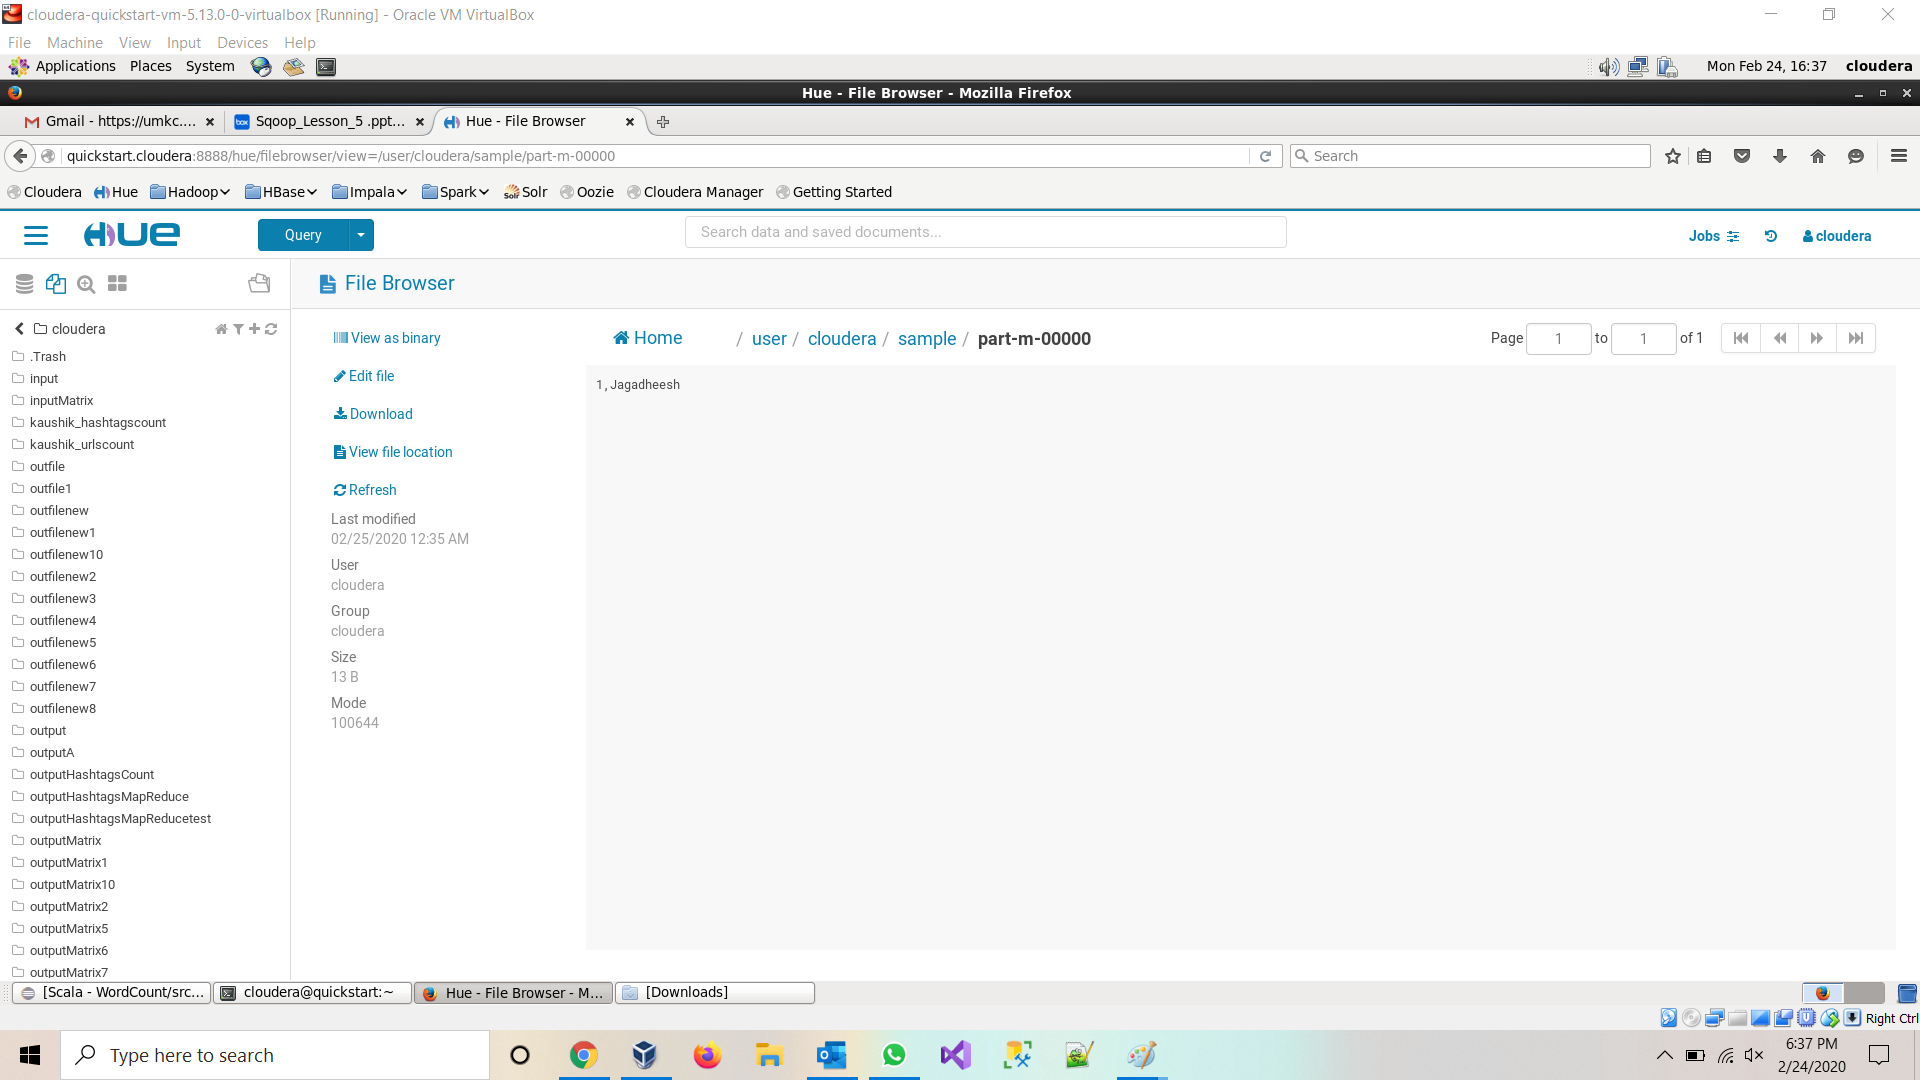 cloudera-quickstart-vm-5.13.0-0-virtualbox [Running] - Oracle VM VirtualBox
File Machine View Input Devices Help
Applications Places System Mon Feb 24, 16:37 cloudera
Hue - File Browser - Mozilla Firefox
Gmail - https://umkc.... Sqoop_Lesson_5 .ppt... Hue - File Browser
quickstart.cloudera:8888/hue/filebrowser/view=/user/cloudera/sample/part-m-00000 Search
Cloudera Hue Hadoop HBase Impala Spark Solr Oozie Cloudera Manager Getting Started
HUE Query Search data and saved documents... Jobs cloudera
File Browser
cloudera
.Trash
input
inputMatrix
kaushik_hashtagscount
kaushik_urlscount
outfile
outfile1
outfilenew
outfilenew1
outfilenew10
outfilenew2
outfilenew3
outfilenew4
outfilenew5
outfilenew6
outfilenew7
outfilenew8
output
outputA
outputHashtagsCount
outputHashtagsMapReduce
outputHashtagsMapReducetest
outputMatrix
outputMatrix1
outputMatrix10
outputMatrix2
outputMatrix5
outputMatrix6
outputMatrix7
View as binary
Edit file
Download
View file location
Refresh
Last modified
02/25/2020 12:35 AM
User
cloudera
Group
cloudera
Size
13 B
Mode
100644
Home / user / cloudera / sample / part-m-00000 Page 1 to 1 of 1
1,Jagadheesh
[Scala - WordCount/src... cloudera@quickstart:~ Hue - File Browser - M... [Downloads]
Right Ctrl
Type here to search
6:37 PM
2/24/2020